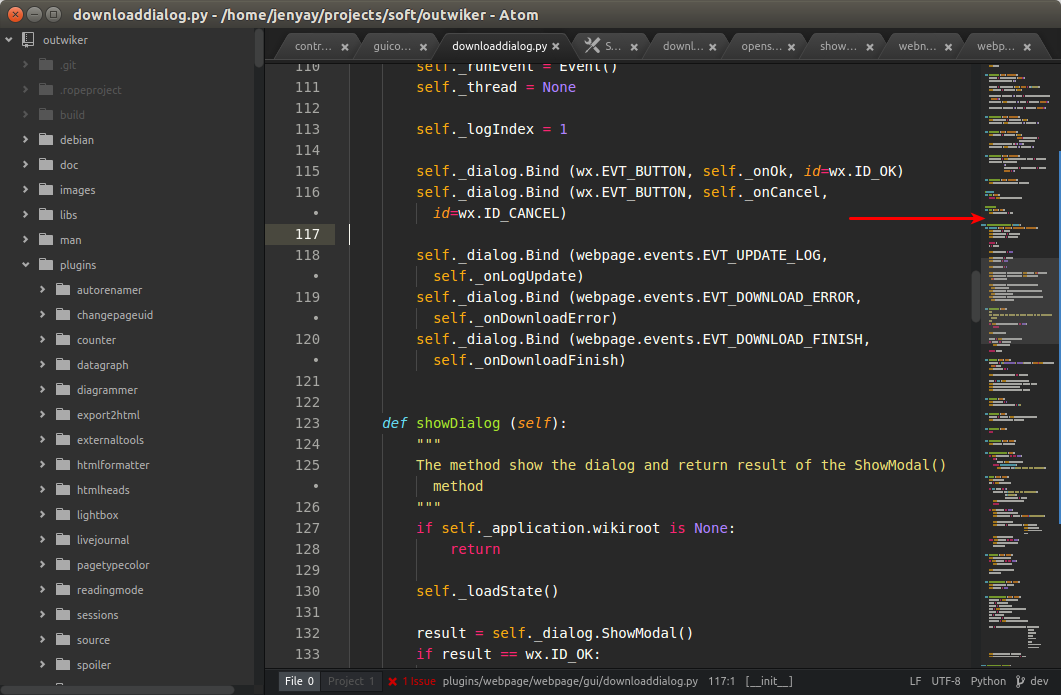 downloaddialog.py - /home/jenyay/projects/soft/outwiker - Atom
outwiker
.git
.ropeproject
build
debian
doc
images
libs
man
plugins
autorenamer
changepageuid
counter
datagraph
diagrammer
export2html
externaltools
htmlformatter
htmlheads
lightbox
livejournal
pagetypecolor
readingmode
sessions
source
spoiler
contr... × guico... × downloaddialog.py × S... × downl... × opens... × show... × webn... × webp... ×
110 self._runEvent = Event()
111 self._thread = None
112
113 self._logIndex = 1
114
115 self._dialog.Bind (wx.EVT_BUTTON, self._onOk, id=wx.ID_OK)
116 self._dialog.Bind (wx.EVT_BUTTON, self._onCancel,
• id=wx.ID_CANCEL)
117
118 self._dialog.Bind (webpage.events.EVT_UPDATE_LOG,
• self._onLogUpdate)
119 self._dialog.Bind (webpage.events.EVT_DOWNLOAD_ERROR,
• self._onDownloadError)
120 self._dialog.Bind (webpage.events.EVT_DOWNLOAD_FINISH,
• self._onDownloadFinish)
121
122
123 def showDialog (self):
124 """
125 The method show the dialog and return result of the ShowModal()
• method
126 """
127 if self._application.wikiroot is None:
128 return
129
130 self._loadState()
131
132 result = self._dialog.ShowModal()
133 if result == wx.ID_OK:
File 0 Project 1 × 1 Issue plugins/webpage/webpage/gui/downloaddialog.py 117:1 [__init__] LF UTF-8 Python dev